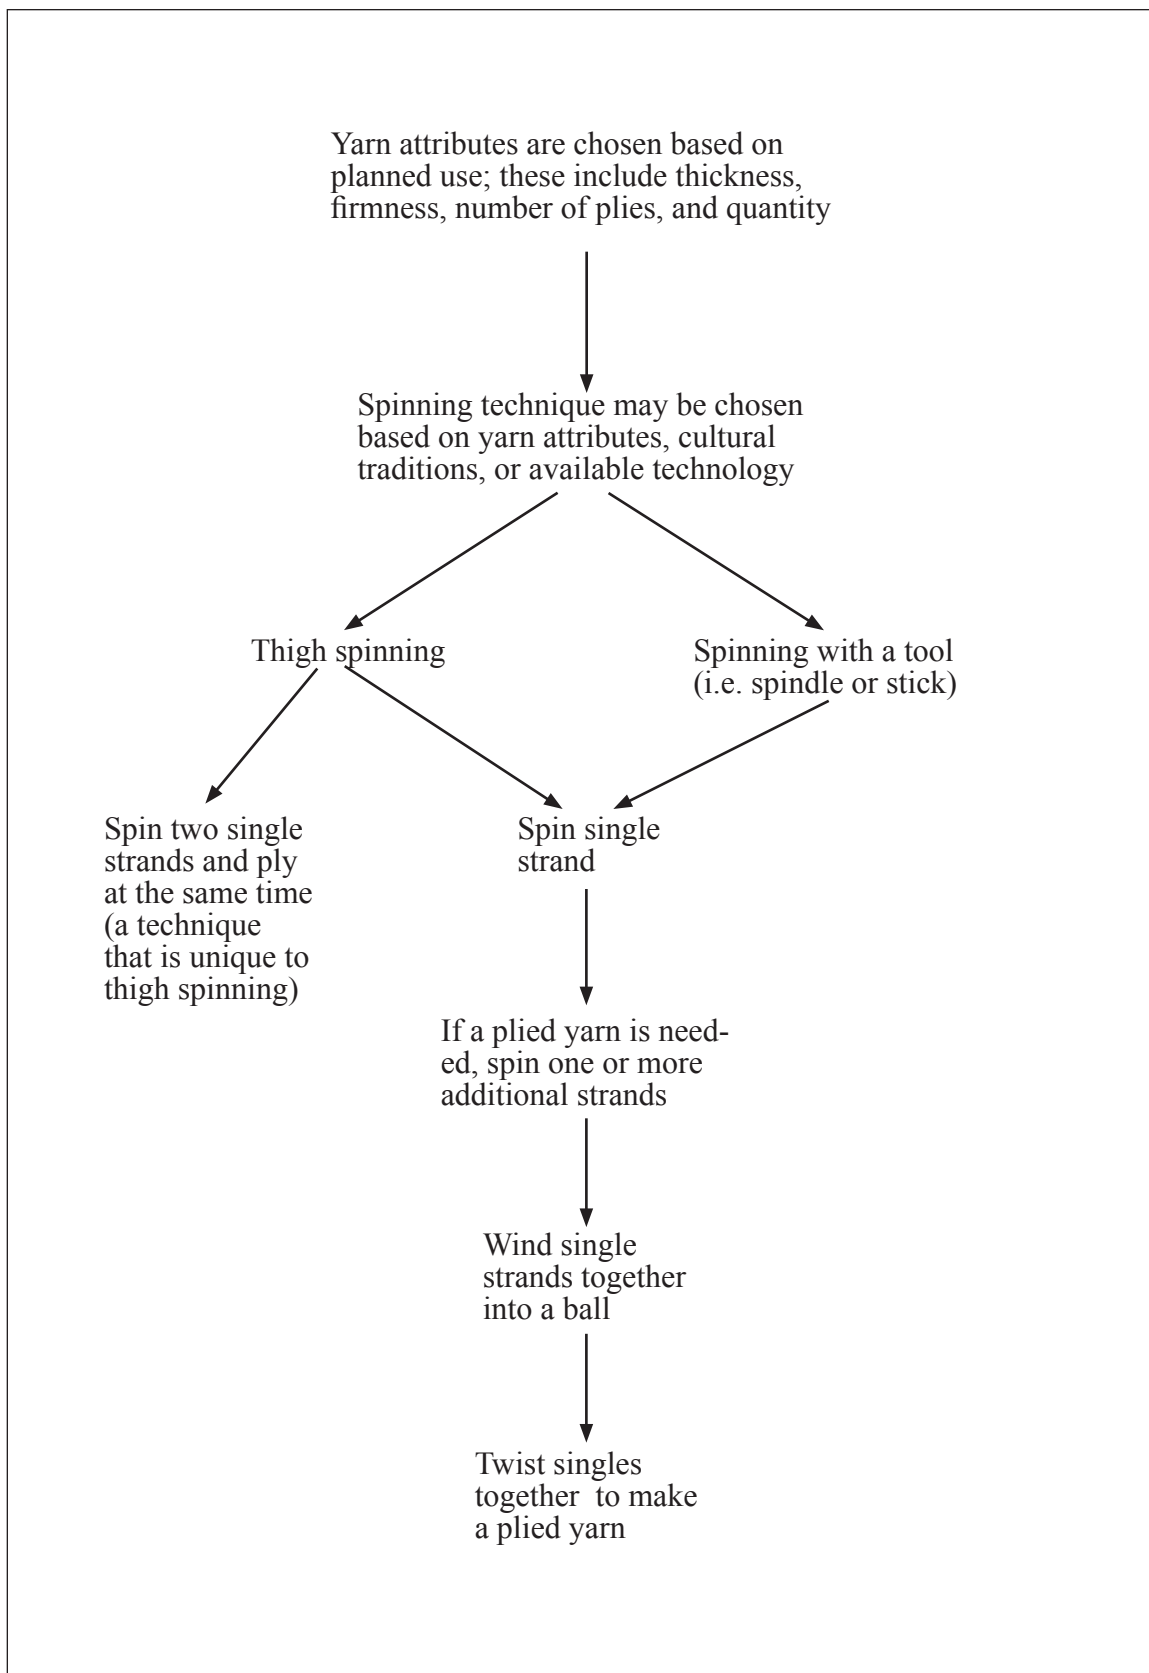 Yarn attributes are chosen based on
planned use; these include thickness,
firmness, number of plies, and quantity
Spinning technique may be chosen
based on yarn attributes, cultural
traditions, or available technology
Thigh spinning
Spinning with a tool
(i.e. spindle or stick)
Spin two single
strands and ply
at the same time
(a technique
that is unique to
thigh spinning)
Spin single
strand
If a plied yarn is need-
ed, spin one or more
additional strands
Wind single
strands together
into a ball
Twist singles
together  to make
a plied yarn